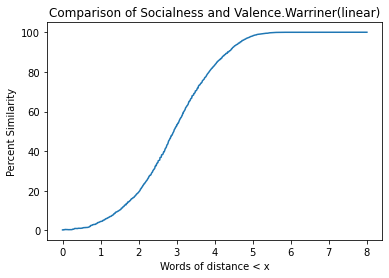 Comparison of Socialness and Valence.Warriner(linear)
100
80
60
40
20
0
Percent Similarity
0 1 2 3 4 5 6 7 8
Words of distance < x